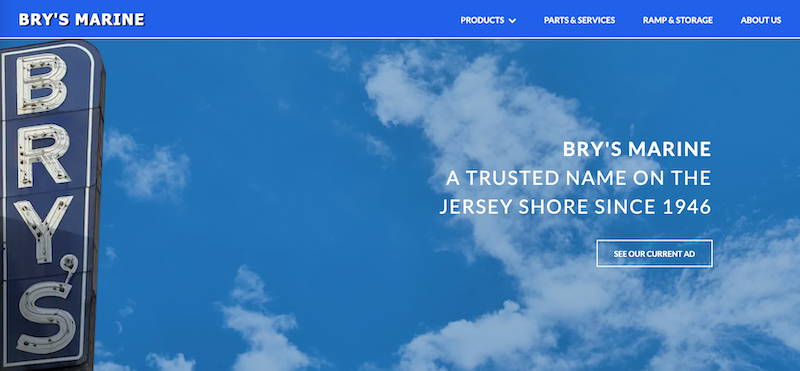 BRY'S MARINE
PRODUCTS
PARTS & SERVICES
RAMP & STORAGE
ABOUT US
BRY'S
BRY'S MARINE
A TRUSTED NAME ON THE
JERSEY SHORE SINCE 1946
SEE OUR CURRENT AD